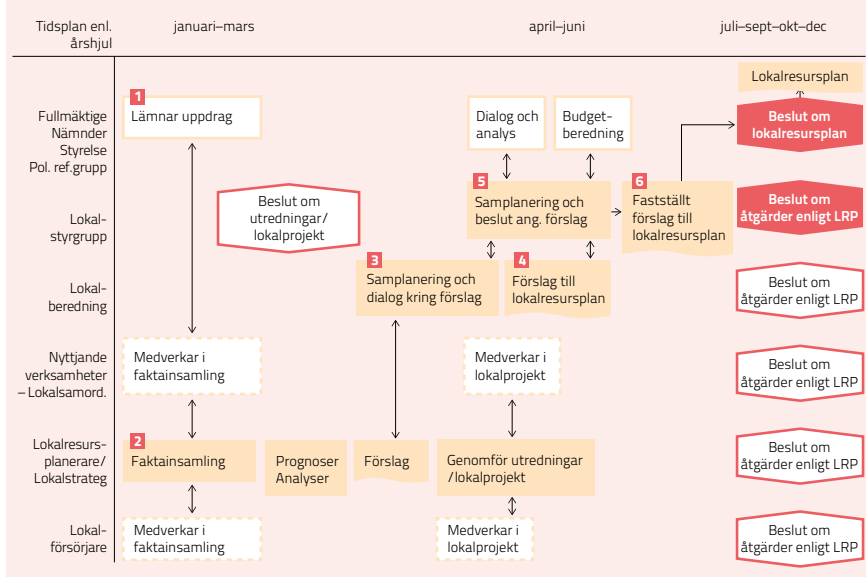 Tidsplan enl.
årshjul
januari–mars
april–juni
juli–sept–okt–dec
Fullmäktige
Nämnder
Styrelse
Pol. ref.grupp
1
Lämnar uppdrag
Dialog och
analys
Budget-
beredning
Lokalresursplan
Beslut om
lokalresursplan
Lokal-
styrgrupp
Beslut om
utredningar/
lokalprojekt
5
Samplanering och
beslut ang. förslag
6
Fastställt
förslag till
lokalresursplan
Beslut om
åtgärder enligt LRP
Lokal-
beredning
3
Samplanering och
dialog kring förslag
4
Förslag till
lokalresursplan
Beslut om
åtgärder enligt LRP
Nyttjande
verksamheter
– Lokalsamord.
Medverkar i
faktainsamling
Medverkar i
lokalprojekt
Beslut om
åtgärder enligt LRP
Lokalresurs-
planerare/
Lokalstrateg
2
Faktainsamling
Prognoser
Analyser
Förslag
Genomför utredningar
/lokalprojekt
Beslut om
åtgärder enligt LRP
Lokal-
försörjare
Medverkar i
faktainsamling
Medverkar i
lokalprojekt
Beslut om
åtgärder enligt LRP